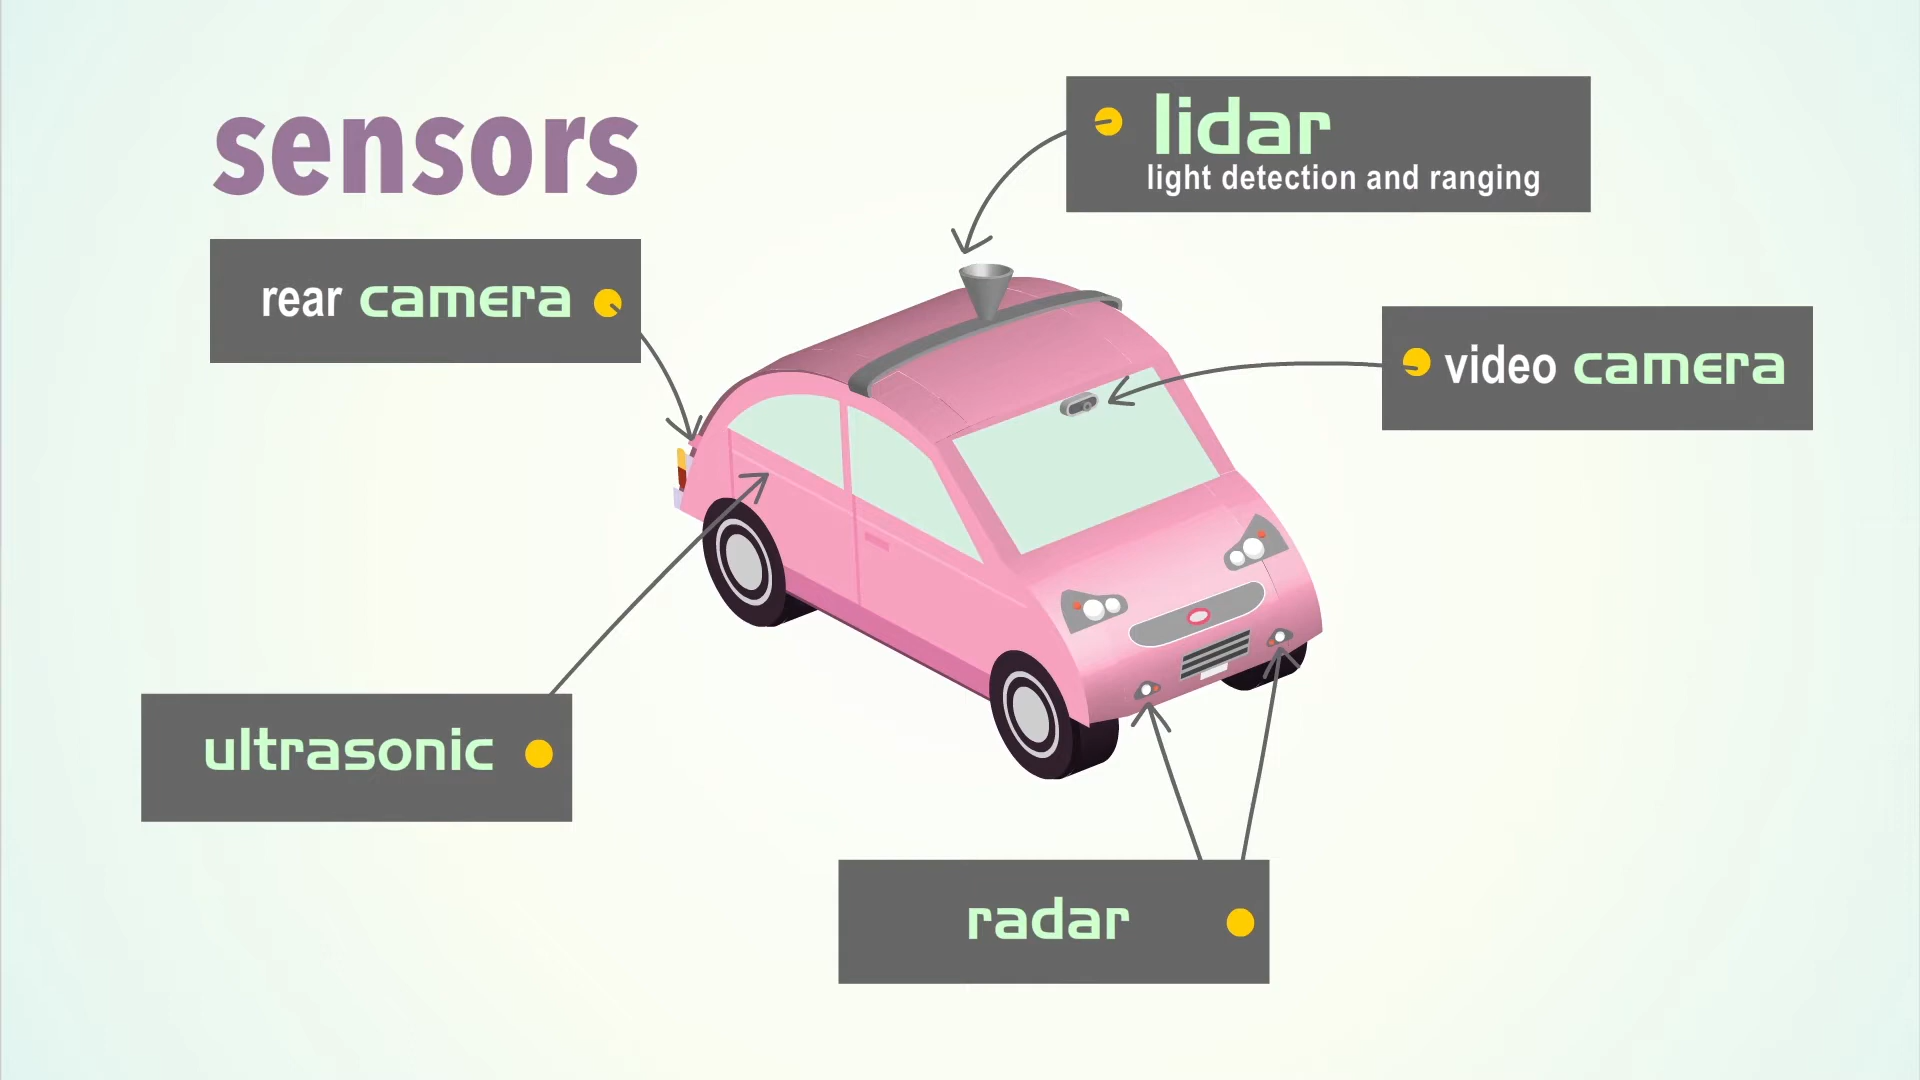 sensors
lidar
light detection and ranging
rear camera
video camera
ultrasonic
radar